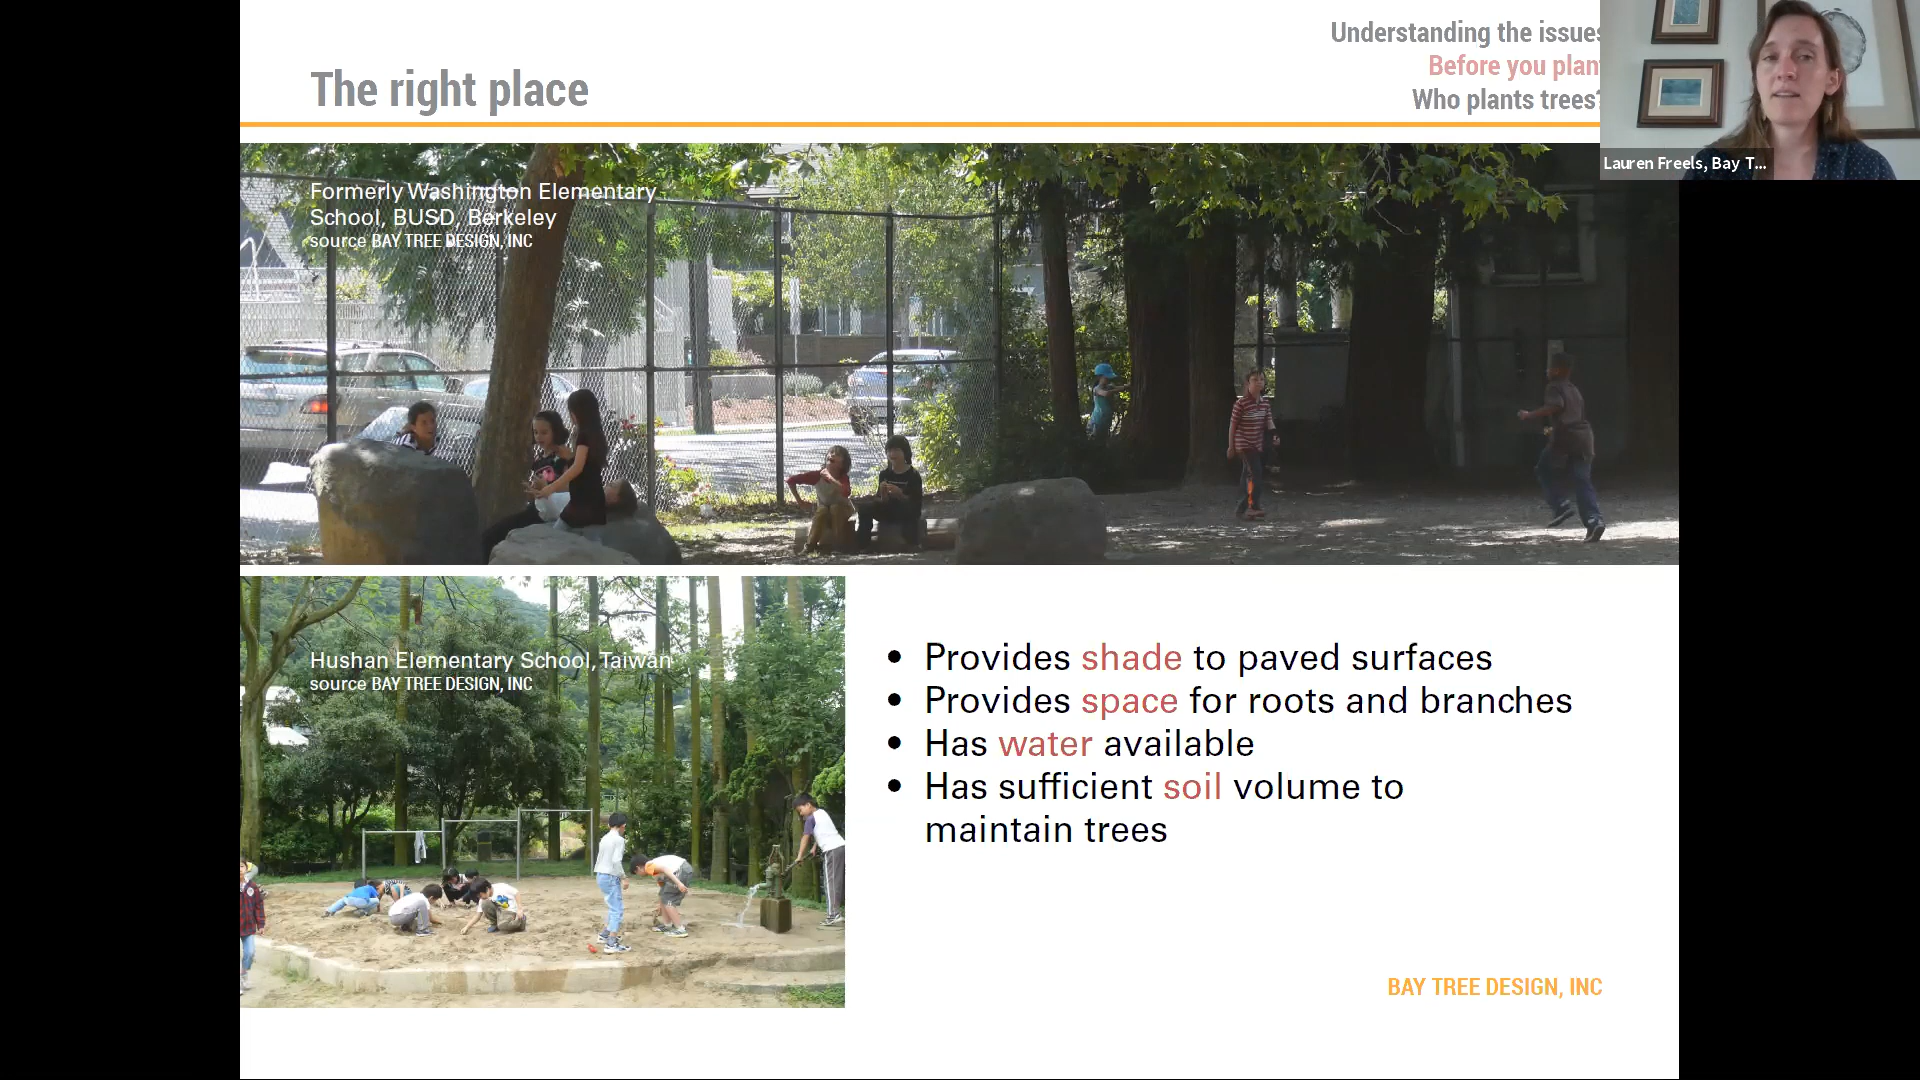 Understanding the issues
Before you plant
Who plants trees?
The right place
Lauren Freels, Bay T...
Formerly Washington Elementary
School, BUSD, Berkeley
source BAY TREE DESIGN, INC
Hushan Elementary School, Taiwan
source BAY TREE DESIGN, INC
• Provides shade to paved surfaces
• Provides space for roots and branches
• Has water available
• Has sufficient soil volume to
maintain trees
BAY TREE DESIGN, INC